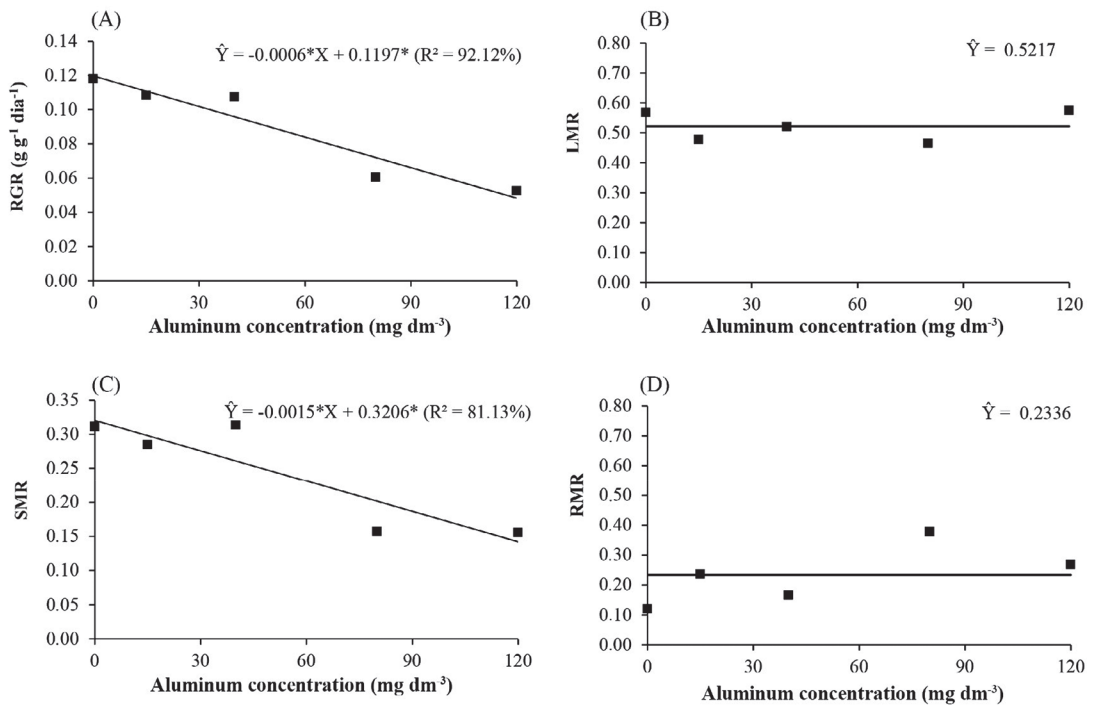 (A)
Ŷ = -0.0006*X + 0.1197* (R² = 92.12%)
RGR (g g⁻¹ dia⁻¹)
0.14
0.12
0.10
0.08
0.06
0.04
0.02
0.00
0 30 60 90 120
Aluminum concentration (mg dm⁻³)
(B)
Ŷ = 0.5217
LMR
0.80
0.70
0.60
0.50
0.40
0.30
0.20
0.10
0.00
0 30 60 90 120
Aluminum concentration (mg dm⁻³)
(C)
Ŷ = -0.0015*X + 0.3206* (R² = 81.13%)
SMR
0.35
0.30
0.25
0.20
0.15
0.10
0.05
0.00
0 30 60 90 120
Aluminum concentration (mg dm⁻³)
(D)
Ŷ = 0.2336
RMR
0.80
0.70
0.60
0.50
0.40
0.30
0.20
0.10
0.00
0 30 60 90 120
Aluminum concentration (mg dm⁻³)